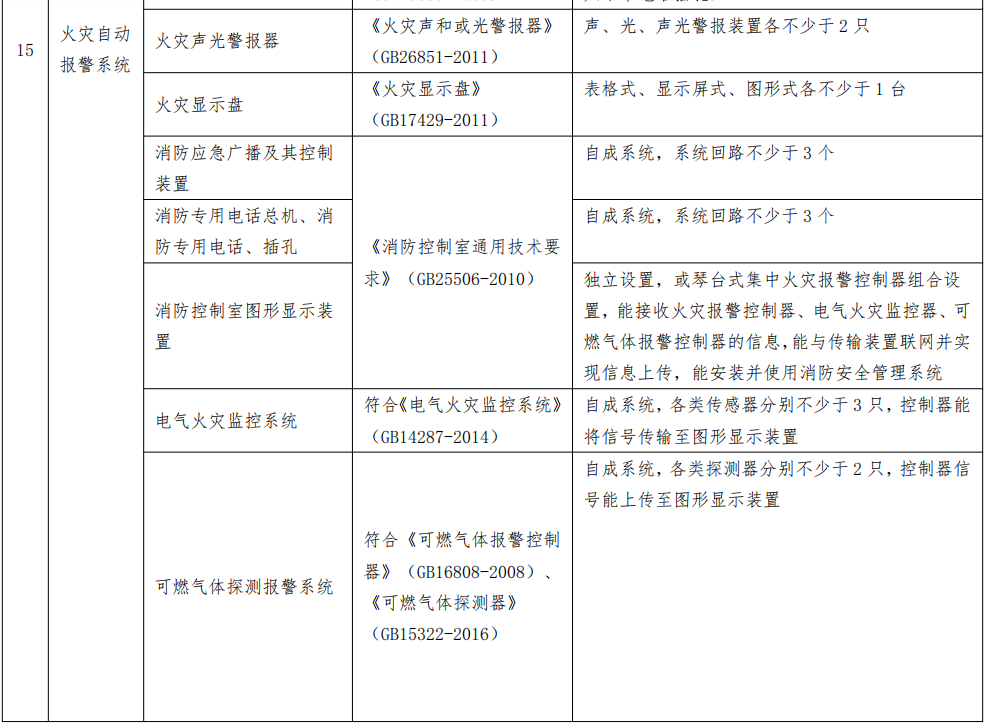 15
火灾自动
报警系统
火灾声光警报器
《火灾声和或光警报器》
（GB26851-2011）
声、光、声光警报装置各不少于 2 只
火灾显示盘
《火灾显示盘》
（GB17429-2011）
表格式、显示屏式、图形式各不少于 1 台
消防应急广播及其控制
装置
《消防控制室通用技术要
求》（GB25506-2010）
自成系统，系统回路不少于 3 个
消防专用电话总机、消
防专用电话、插孔
自成系统，系统回路不少于 3 个
消防控制室图形显示装
置
独立设置，或琴台式集中火灾报警控制器组合设
置，能接收火灾报警控制器、电气火灾监控器、可
燃气体报警控制器的信息，能与传输装置联网并实
现信息上传，能安装并使用消防安全管理系统
电气火灾监控系统
符合《电气火灾监控系统》
（GB14287-2014）
自成系统，各类传感器分别不少于 3 只，控制器能
将信号传输至图形显示装置
可燃气体探测报警系统
符合《可燃气体报警控制
器》（GB16808-2008）、
《可燃气体探测器》
（GB15322-2016）
自成系统，各类探测器分别不少于 2 只，控制器信
号能上传至图形显示装置